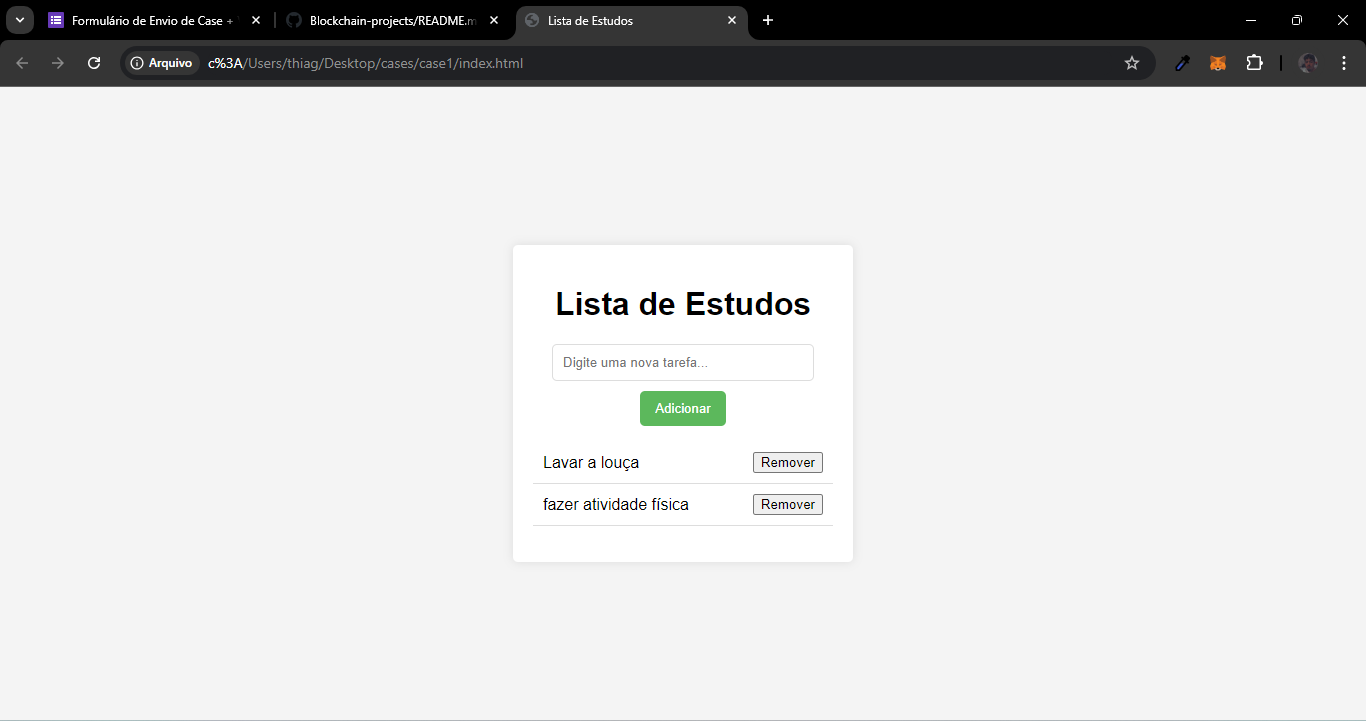 Formulário de Envio de Case +
Blockchain-projects/README.m
Lista de Estudos
Arquivo
c%3A/Users/thiag/Desktop/cases/case1/index.html
Lista de Estudos
Digite uma nova tarefa...
Adicionar
Lavar a louça Remover
fazer atividade física Remover